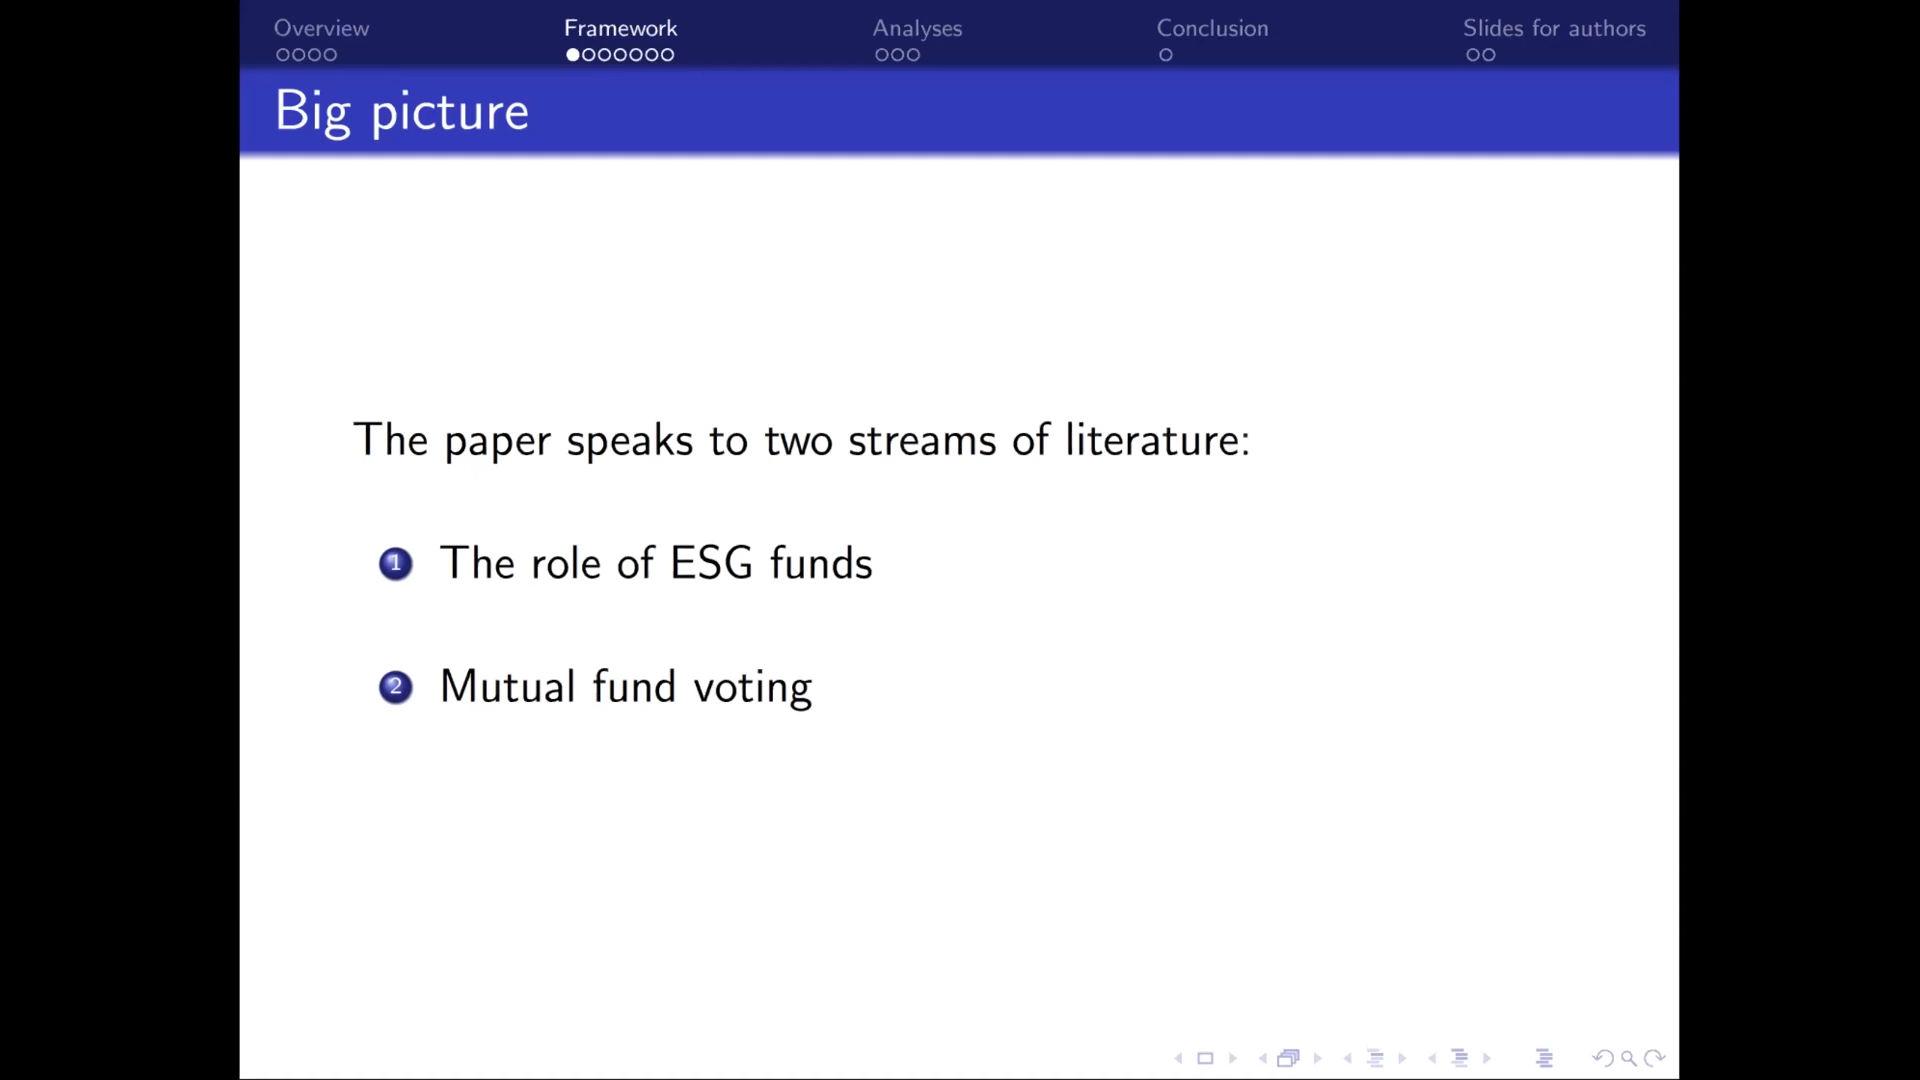 Overview Framework Analyses Conclusion Slides for authors
Big picture
The paper speaks to two streams of literature:
1 The role of ESG funds
2 Mutual fund voting